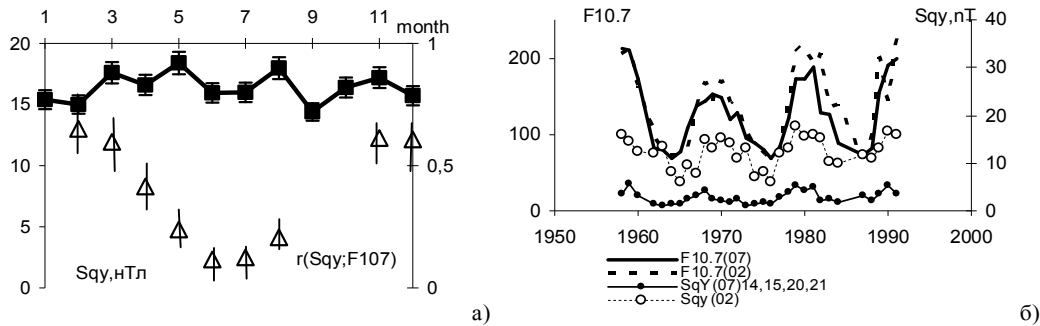 1 3 5 7 9 11 month
20 1
15
10 0,5
5
Sqy,нТл r(Sqy;F107)
0 0
а)
F10.7 Sqy,nT
40
200 30
20
100
10
0 0
1950 1960 1970 1980 1990 2000
F10.7(07)
F10.7(02)
SqY(07)14,15,20,21
Sqy(02)
б)